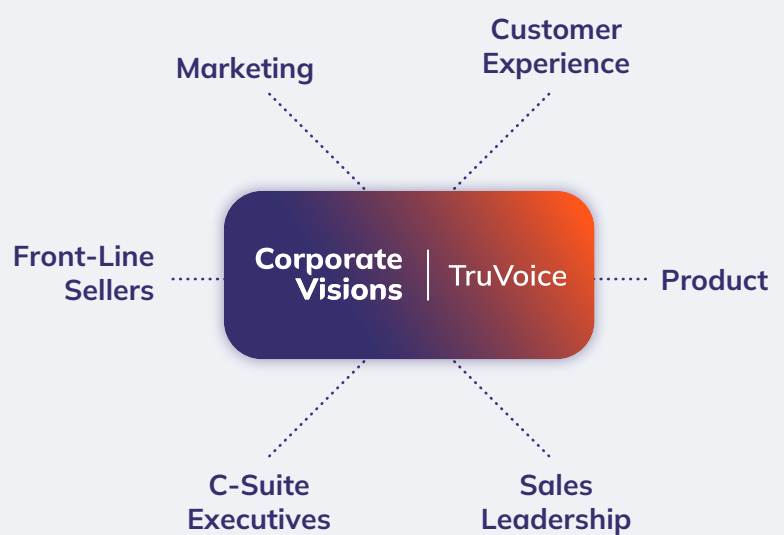 Customer
Experience
Marketing
Front-Line
Sellers
Corporate
Visions
TruVoice
Product
C-Suite
Executives
Sales
Leadership